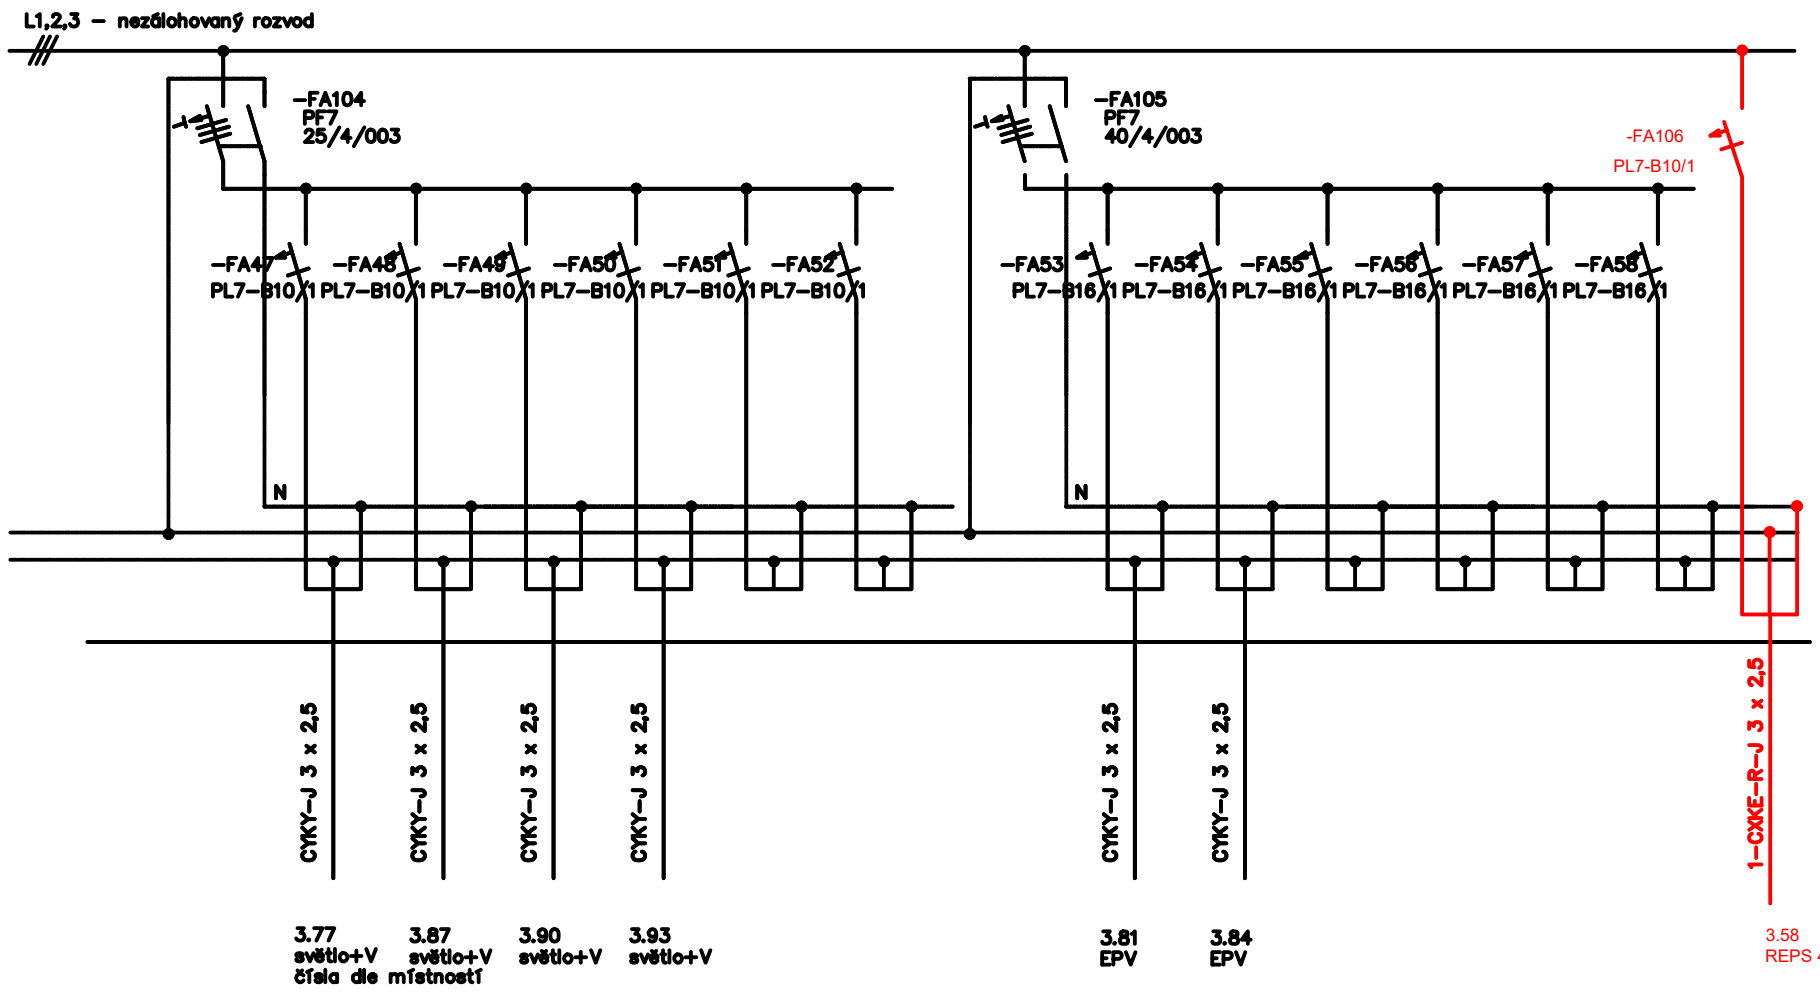 L1,2,3 – nezálohovaný rozvod
-FA104
PF7
25/4/003
-FA105
PF7
40/4/003
-FA106
PL7-B10/1
-FA47
PL7-B10/1
-FA48
PL7-B10/1
-FA49
PL7-B10/1
-FA50
PL7-B10/1
-FA51
PL7-B10/1
-FA52
PL7-B10/1
-FA53
PL7-B16/1
-FA54
PL7-B16/1
-FA55
PL7-B16/1
-FA56
PL7-B16/1
-FA57
PL7-B16/1
-FA58
PL7-B16/1
N
N
CYKY-J 3 x 2,5
CYKY-J 3 x 2,5
CYKY-J 3 x 2,5
CYKY-J 3 x 2,5
CYKY-J 3 x 2,5
CYKY-J 3 x 2,5
1-CXKE-R-J 3 x 2,5
3.77
světlo+V
čísla dle místností
3.87
světlo+V
3.90
světlo+V
3.93
světlo+V
3.81
EPV
3.84
EPV
3.58
REPS 4